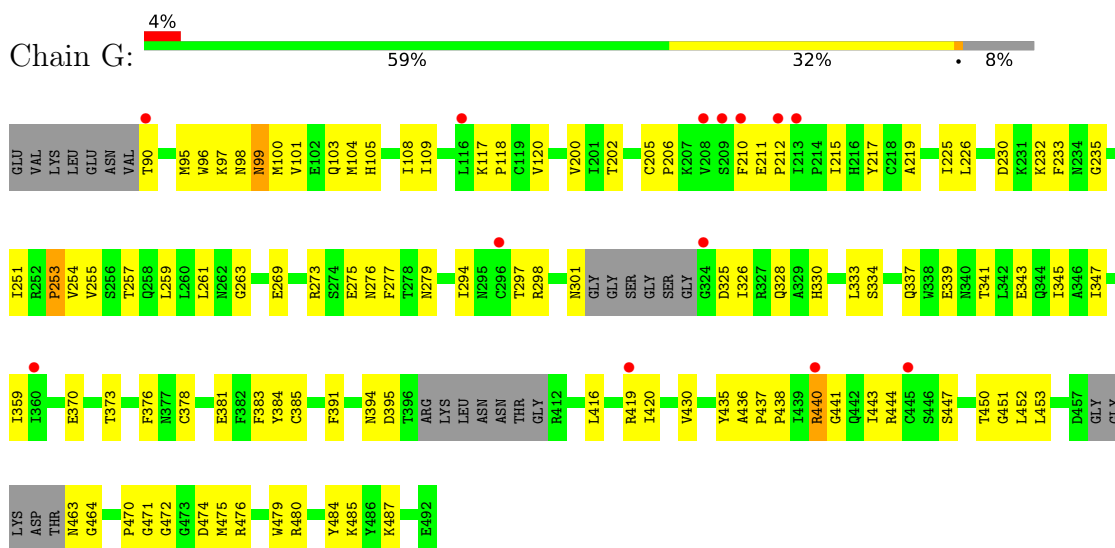 4%
Chain G:
59% 32% • 8%
GLU VAL LYS LEU GLU ASN VAL T90 M95 W96 K97 N98 N99 M100 V101 E102 Q103 M104 H105 I108 I109 L116 K117 P118 C119 V120 V200 I201 T202 C205 P206 K207 V208 S209 F210 E211 P212 I213 P214 I215 H216 Y217 C218 A219 I225 L226 D230 K231 K232 F233 N234 G235
I251 R252 P253 V254 V255 S256 T257 Q258 L259 L260 L261 N262 G263 E269 R273 S274 E275 N276 F277 T278 N279 I294 N295 C296 T297 R298 N301 GLY GLY SER GLY SER GLY G324 D325 I326 R327 Q328 A329 H330 L333 S334 Q337 W338 E339 N340 T341 L342 E343 Q344 I345 A346 I347
I359 I360 E370 T373 F376 N377 C378 E381 F382 F383 Y384 C385 F391 N394 D395 T396 ARG LYS LEU ASN ASN THR GLY R412 L416 R419 I420 V430 Y435 A436 P437 P438 I439 R440 G441 Q442 I443 R444 C445 S446 S447 T450 G451 L452 L453 D457 GLY GLY
LYS ASP THR N463 G464 P470 G471 G472 G473 D474 M475 R476 W479 R480 Y484 K485 Y486 K487 E492